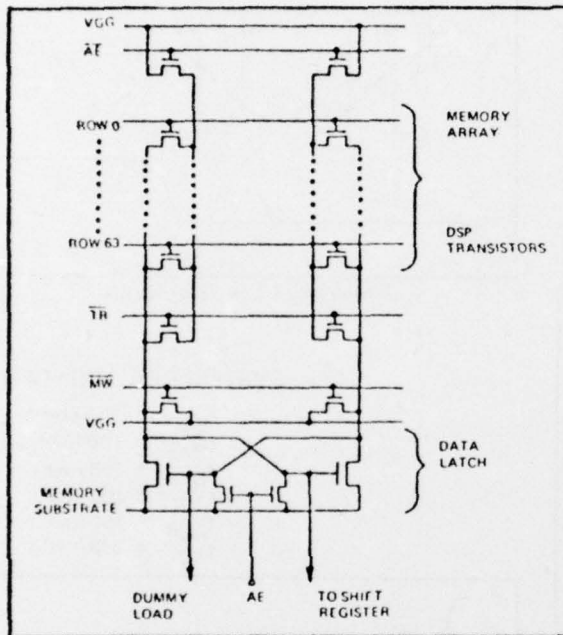 VGG
AE
ROW 0
MEMORY
ARRAY
ROW 63
DSP
TRANSISTORS
TR
MW
VGG
DATA
LATCH
MEMORY
SUBSTRATE
DUMMY
LOAD
AE
TO SHIFT
REGISTER